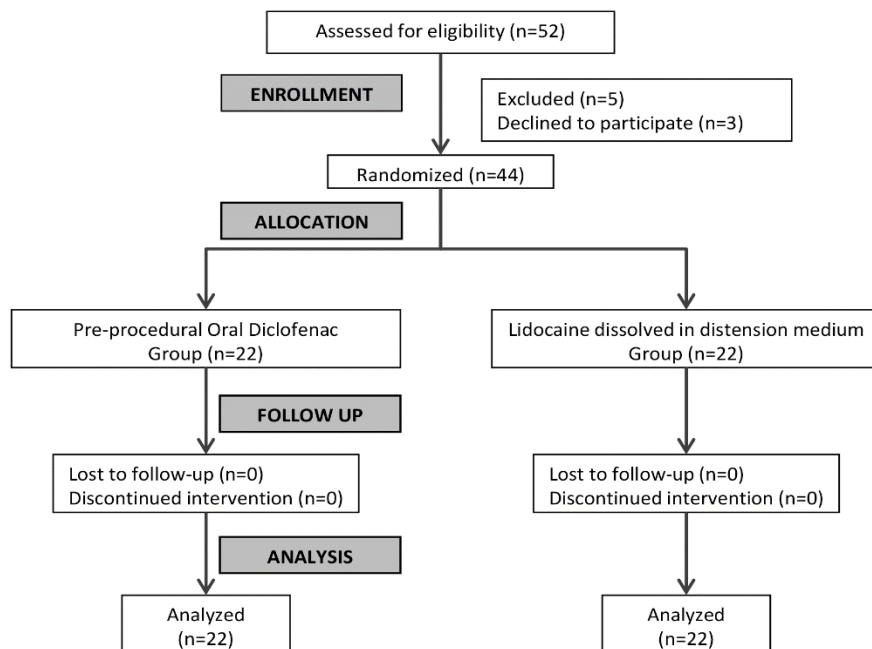 Assessed for eligibility (n=52)
ENROLLMENT
Excluded (n=5)
Declined to participate (n=3)
Randomized (n=44)
ALLOCATION
Pre-procedural Oral Diclofenac
Group (n=22)
Lidocaine dissolved in distension medium
Group (n=22)
FOLLOW UP
Lost to follow-up (n=0)
Discontinued intervention (n=0)
Lost to follow-up (n=0)
Discontinued intervention (n=0)
ANALYSIS
Analyzed
(n=22)
Analyzed
(n=22)